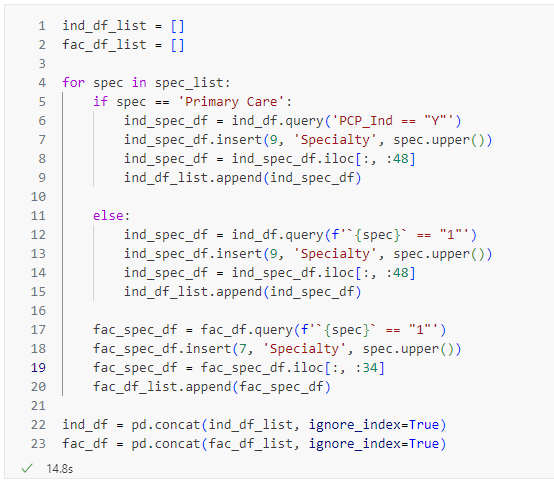 1 ind_df_list = []
2 fac_df_list = []
3
4 for spec in spec_list:
5     if spec == 'Primary Care':
6         ind_spec_df = ind_df.query('PCP_Ind == "Y"')
7         ind_spec_df.insert(9, 'Specialty', spec.upper())
8         ind_spec_df = ind_spec_df.iloc[:, :48]
9         ind_df_list.append(ind_spec_df)
10
11     else:
12         ind_spec_df = ind_df.query(f'`{spec}` == "1"')
13         ind_spec_df.insert(9, 'Specialty', spec.upper())
14         ind_spec_df = ind_spec_df.iloc[:, :48]
15         ind_df_list.append(ind_spec_df)
16
17     fac_spec_df = fac_df.query(f'`{spec}` == "1"')
18     fac_spec_df.insert(7, 'Specialty', spec.upper())
19     fac_spec_df = fac_spec_df.iloc[:, :34]
20     fac_df_list.append(fac_spec_df)
21
22 ind_df = pd.concat(ind_df_list, ignore_index=True)
23 fac_df = pd.concat(fac_df_list, ignore_index=True)
✓ 14.8s